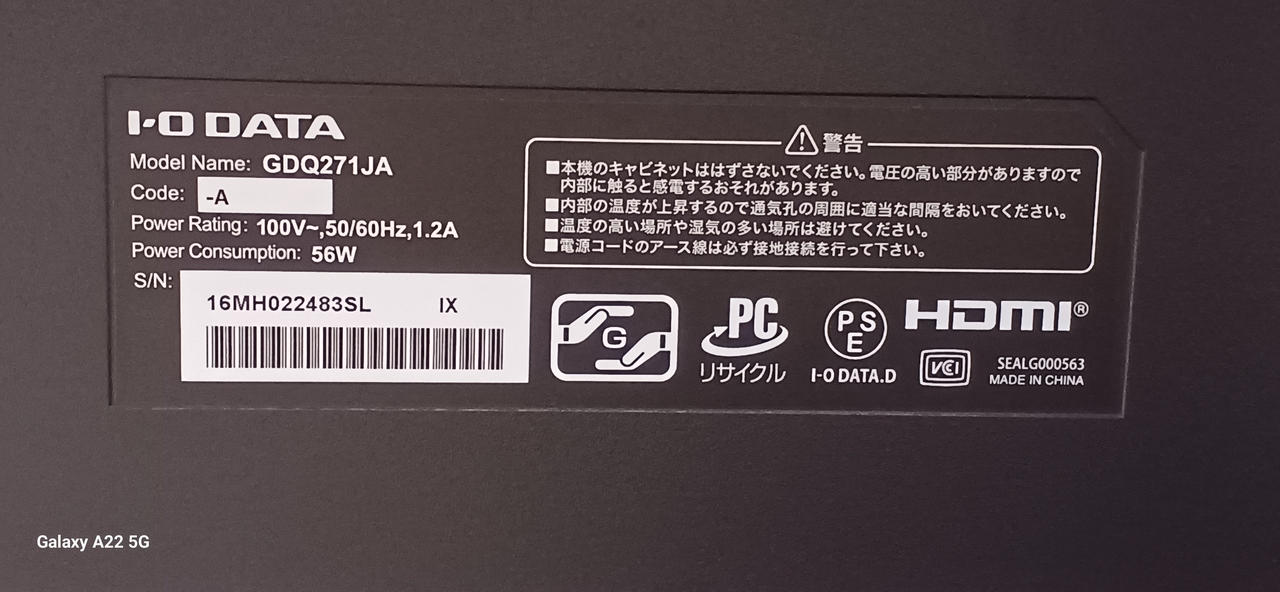 I-O DATA
Model Name: GDQ271JA
Code: -A
Power Rating: 100V~,50/60Hz,1.2A
Power Consumption: 56W
S/N:
16MH022483SL IX
警告
■本機のキャビネットははずさないでください。電圧の高い部分がありますので
内部に触ると感電するおそれがあります。
■内部の温度が上昇するので通気孔の周囲に適当な間隔をおいてください。
■温度の高い場所や湿気の多い場所は避けてください。
■電源コードのアース線は必ず接地接続を行って下さい。
G
PC
リサイクル
PS
E
I-O DATA.D
HDMI®
VCCI
SEALG000563
MADE IN CHINA
Galaxy A22 5G